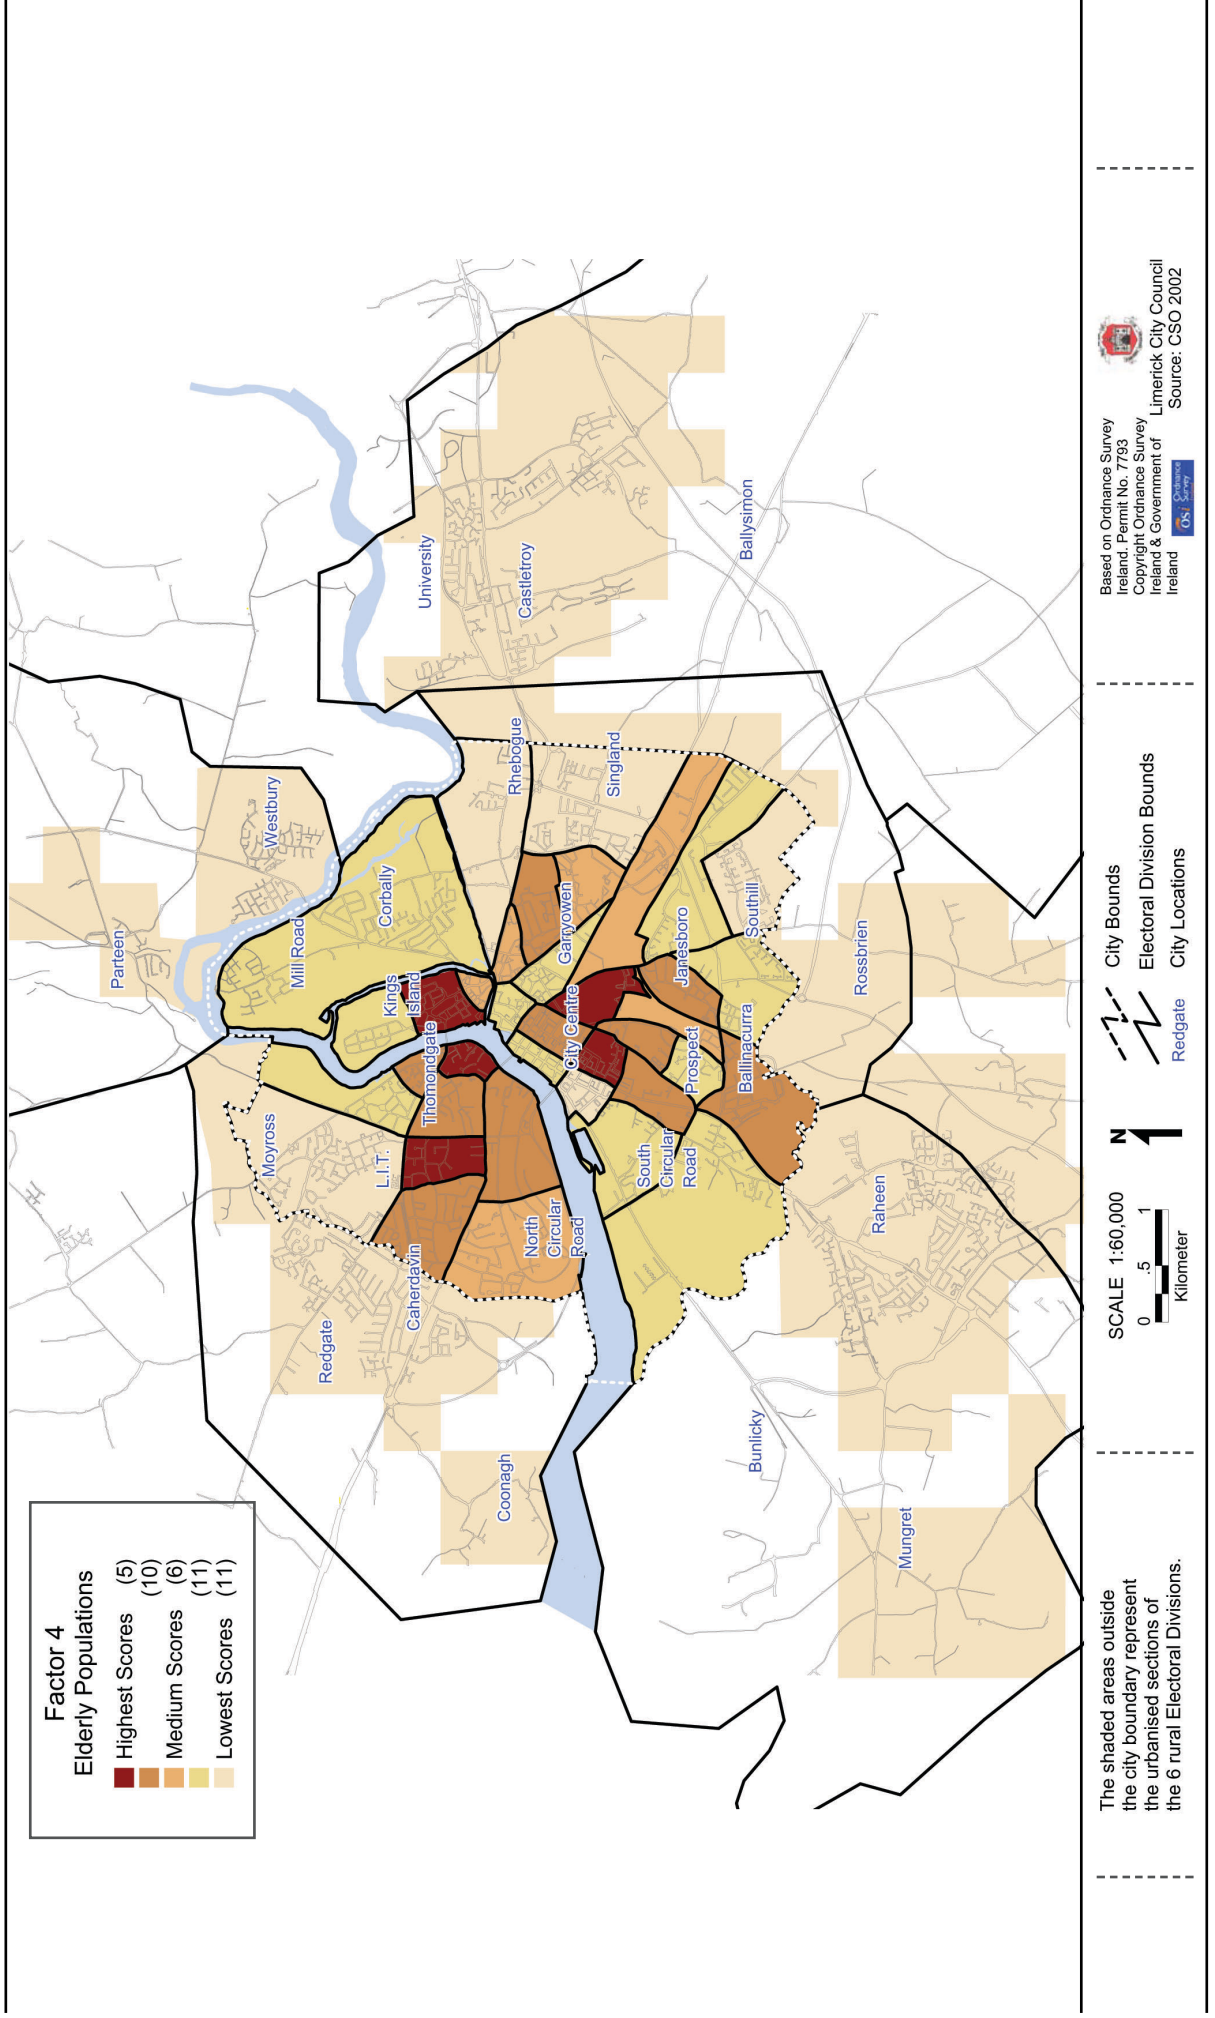 Factor 4
Elderly Populations
Highest Scores (5)
(10)
Medium Scores (6)
(11)
Lowest Scores (11)
Parteen
Westbury
Mill Road
Corbally
University
Castletroy
Ballysimon
Rhebogue
Singland
Moyross
Kings
Island
Thomondgate
L.I.T.
Garryowen
City Centre
Janesboro
Southill
Rossbrien
Prospect
Ballinacurra
Redgate
Caherdavin
North
Circular
Road
South
Circular
Road
Raheen
Coonagh
Bunlicky
Mungret
The shaded areas outside
the city boundary represent
the urbanised sections of
the 6 rural Electoral Divisions.
SCALE 1:60,000
0 .5 1
Kilometer
N
City Bounds
Electoral Division Bounds
Redgate City Locations
Based on Ordnance Survey
Ireland. Permit No. 7793
Copyright Ordnance Survey
Ireland & Government of
Ireland
OSi Ordnance
Survey
Limerick City Council
Source: CSO 2002